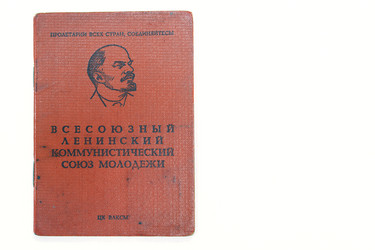 ПРОЛЕТАРИИ ВСЕХ СТРАН, СОЕДИНЯЙТЕСЬ!
ВСЕСОЮЗНЫЙ
ЛЕНИНСКИЙ
КОММУНИСТИЧЕСКИЙ
СОЮЗ МОЛОДЕЖИ
ЦК ВЛКСМ